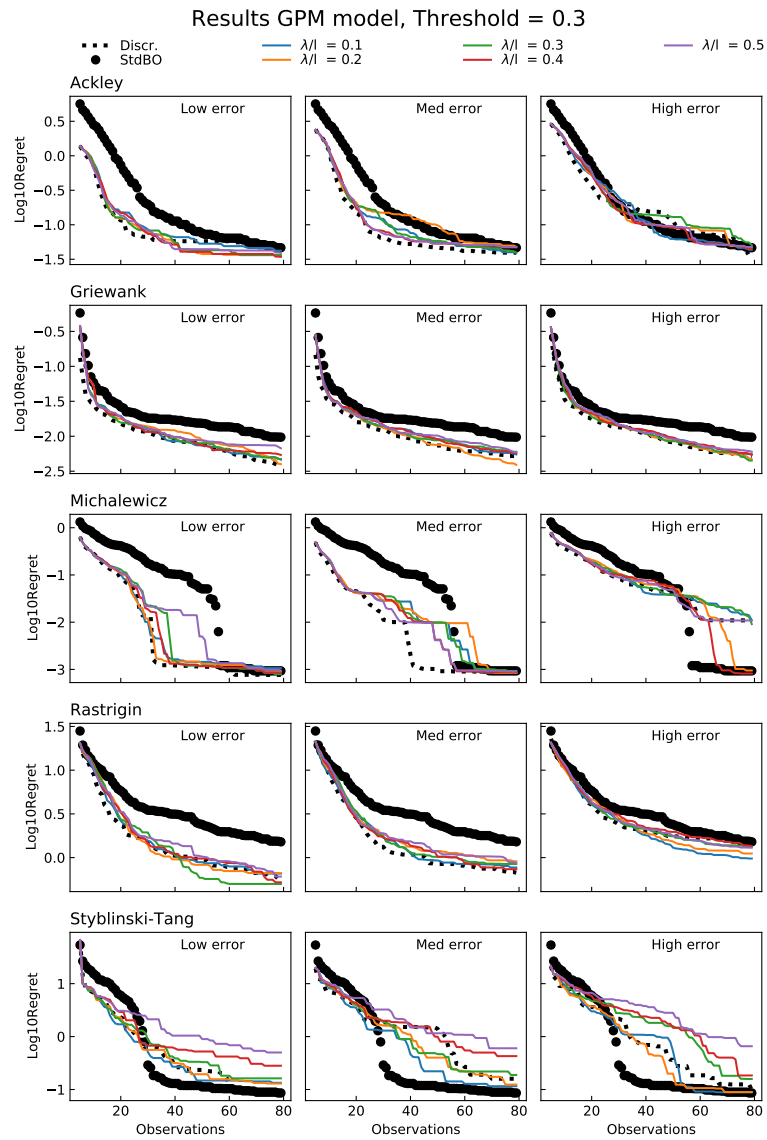 Results GPM model, Threshold = 0.3
Discr. λ/l = 0.1 λ/l = 0.3 λ/l = 0.5
StdBO λ/l = 0.2 λ/l = 0.4
Ackley
Low error Med error High error
Log10Regret
0.5
0.0
−0.5
−1.0
−1.5
Griewank
Low error Med error High error
Log10Regret
−0.5
−1.0
−1.5
−2.0
−2.5
Michalewicz
Low error Med error High error
Log10Regret
0
−1
−2
−3
Rastrigin
Low error Med error High error
Log10Regret
1.5
1.0
0.5
0.0
Styblinski-Tang
Low error Med error High error
Log10Regret
1
0
−1
20 40 60 80 20 40 60 80 20 40 60 80
Observations Observations Observations